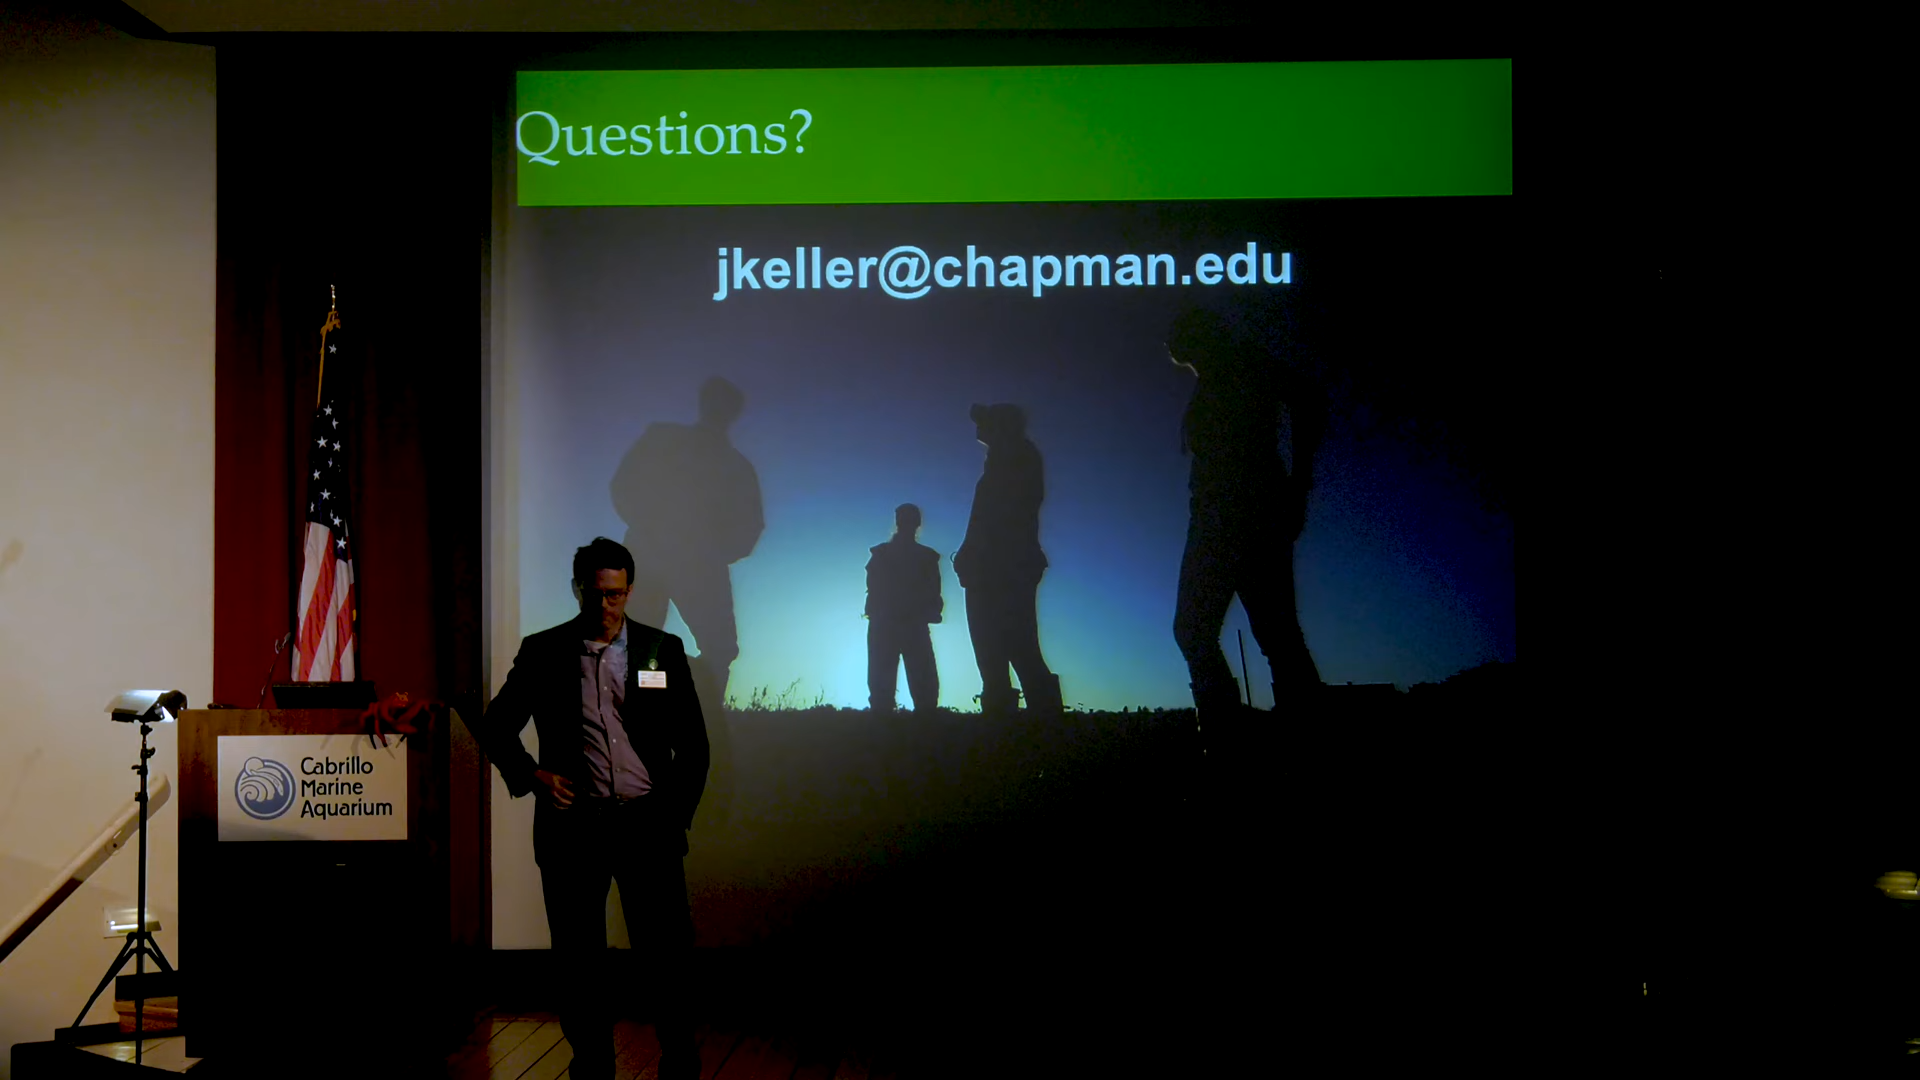 Questions?
jkeller@chapman.edu
Cabrillo
Marine
Aquarium